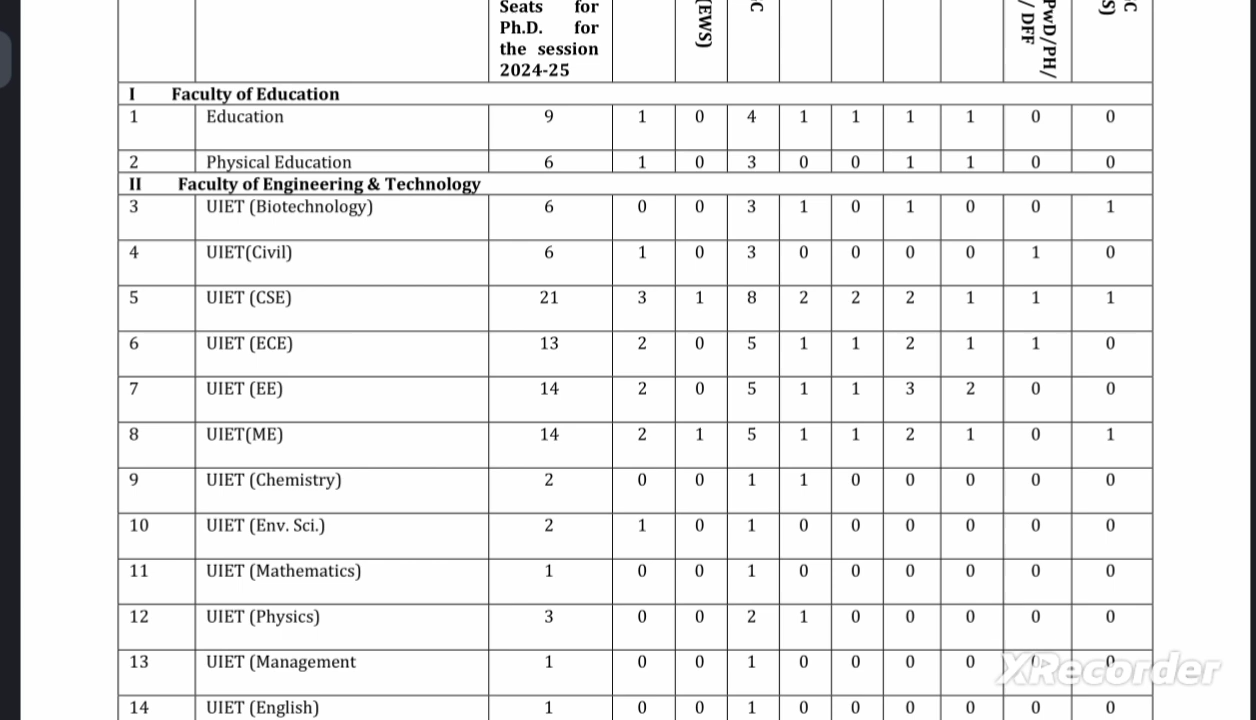 Seats for
Ph.D. for
the session
2024-25
(EWS)
C
PwD/PH/
/ DFF
C
S)
I Faculty of Education
1 Education 9 1 0 4 1 1 1 1 0 0
2 Physical Education 6 1 0 3 0 0 1 1 0 0
II Faculty of Engineering & Technology
3 UIET (Biotechnology) 6 0 0 3 1 0 1 0 0 1
4 UIET(Civil) 6 1 0 3 0 0 0 0 1 0
5 UIET (CSE) 21 3 1 8 2 2 2 1 1 1
6 UIET (ECE) 13 2 0 5 1 1 2 1 1 0
7 UIET (EE) 14 2 0 5 1 1 3 2 0 0
8 UIET(ME) 14 2 1 5 1 1 2 1 0 1
9 UIET (Chemistry) 2 0 0 1 1 0 0 0 0 0
10 UIET (Env. Sci.) 2 1 0 1 0 0 0 0 0 0
11 UIET (Mathematics) 1 0 0 1 0 0 0 0 0 0
12 UIET (Physics) 3 0 0 2 1 0 0 0 0 0
13 UIET (Management 1 0 0 1 0 0 0 0 0 0
14 UIET (English) 1 0 0 1 0 0 0 0 0 0
XRecorder